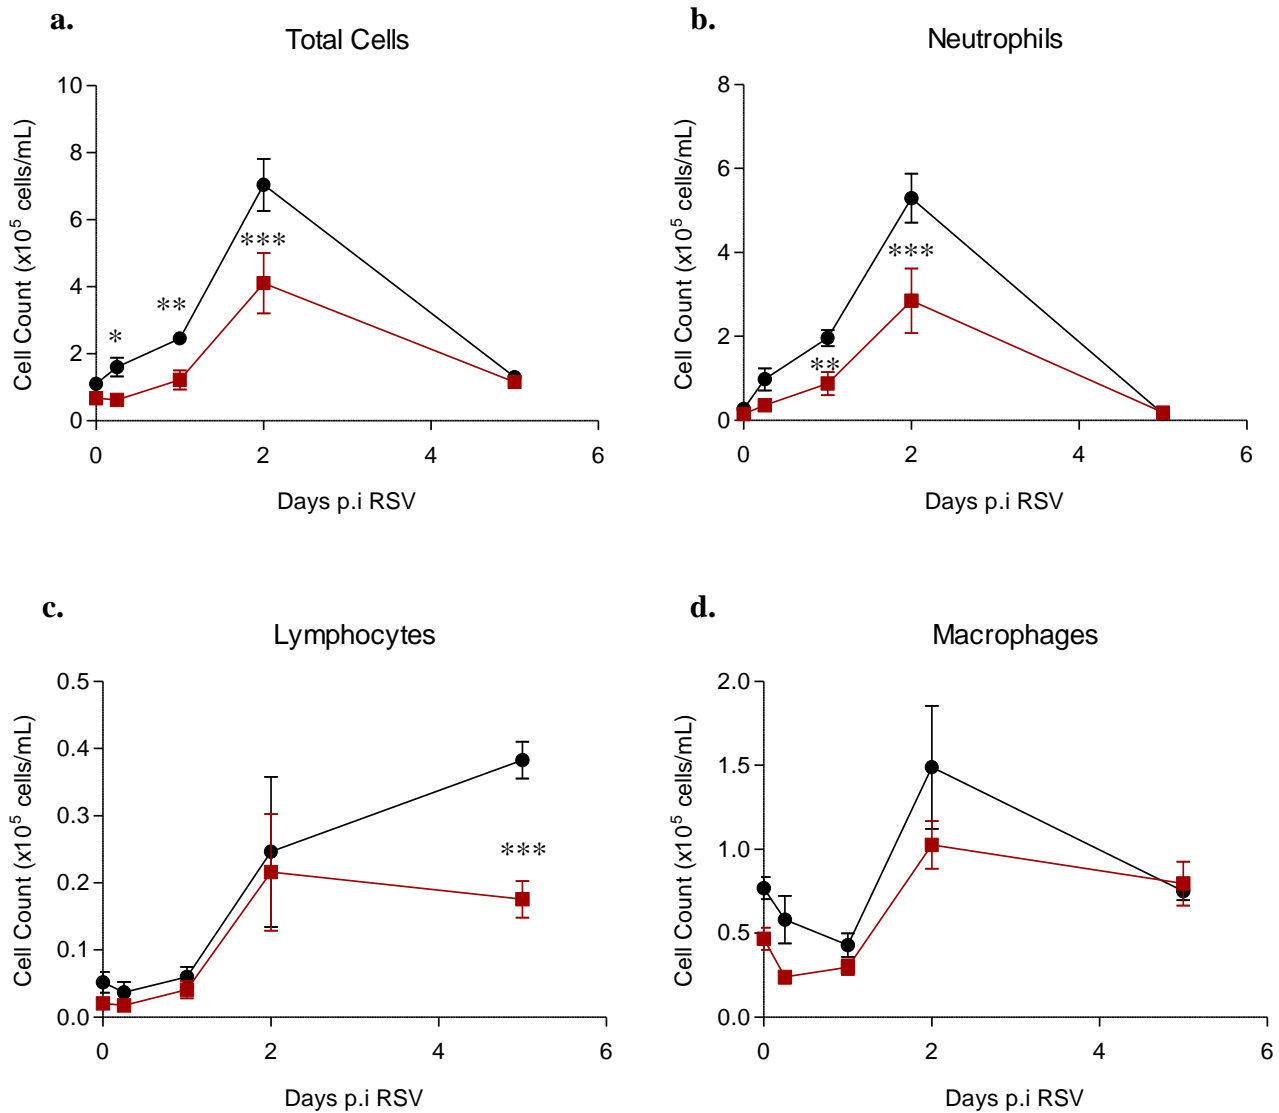 a.
Total Cells
Cell Count (x10⁵ cells/mL)
10
8
6
4
2
0
*
**
***
0 2 4 6
Days p.i RSV
b.
Neutrophils
Cell Count (x10⁵ cells/mL)
8
6
4
2
0
**
***
0 2 4 6
Days p.i RSV
c.
Lymphocytes
Cell Count (x10⁵ cells/mL)
0.5
0.4
0.3
0.2
0.1
0.0
***
0 2 4 6
Days p.i RSV
d.
Macrophages
Cell Count (x10⁵ cells/mL)
2.0
1.5
1.0
0.5
0.0
0 2 4 6
Days p.i RSV